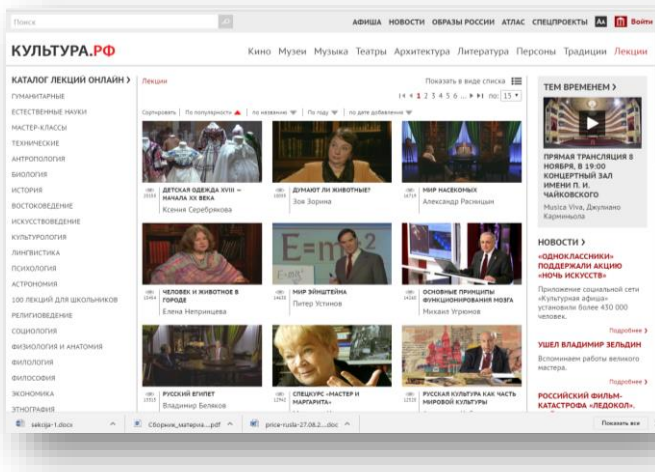 Поиск
АФИША НОВОСТИ ОБРАЗЫ РОССИИ АТЛАС СПЕЦПРОЕКТЫ Войти
КУЛЬТУРА.РФ
Кино Музеи Музыка Театры Архитектура Литература Персоны Традиции Лекции
КАТАЛОГ ЛЕКЦИЙ ОНЛАЙН
ГУМАНИТАРНЫЕ
ЕСТЕСТВЕННЫЕ НАУКИ
МАСТЕР-КЛАССЫ
ТЕХНИЧЕСКИЕ
АНТРОПОЛОГИЯ
БИОЛОГИЯ
ИСТОРИЯ
ВОСТОКОВЕДЕНИЕ
ИСКУССТВОВЕДЕНИЕ
КУЛЬТУРОЛОГИЯ
ЛИНГВИСТИКА
ПСИХОЛОГИЯ
АСТРОНОМИЯ
100 ЛЕКЦИЙ ДЛЯ ШКОЛЬНИКОВ
РЕЛИГИОВЕДЕНИЕ
СОЦИОЛОГИЯ
ФИЗИОЛОГИЯ И АНАТОМИЯ
ФИЛОЛОГИЯ
ФИЛОСОФИЯ
ЭКОНОМИКА
ЭТНОГРАФИЯ
Лекции
Показать в виде списка
1 2 3 4 5 6 ... по: 15
Сортировать По популярности по названию По году по дате добавления
ДЕТСКАЯ ОДЕЖДА XVIII —
НАЧАЛА XX ВЕКА
Ксения Серебрякова
ДУМАЮТ ЛИ ЖИВОТНЫЕ?
Зоя Зорина
МИР НАСЕКОМЫХ
Александр Расницын
ЧЕЛОВЕК И ЖИВОТНОЕ В
ГОРОДЕ
Елена Непринцева
E=m 2
МИР ЭЙНШТЕЙНА
Питер Устинов
ОСНОВНЫЕ ПРИНЦИПЫ
ФУНКЦИОНИРОВАНИЯ МОЗГА
Михаил Угрюмов
РУССКИЙ ЕГИПЕТ
Владимир Беляков
СПЕЦКУРС «МАСТЕР И
МАРГАРИТА»
РУССКАЯ КУЛЬТУРА КАК ЧАСТЬ
МИРОВОЙ КУЛЬТУРЫ
ТЕМ ВРЕМЕНЕМ
ПРЯМАЯ ТРАНСЛЯЦИЯ 8
НОЯБРЯ, В 19:00
КОНЦЕРТНЫЙ ЗАЛ
ИМЕНИ П. И.
ЧАЙКОВСКОГО
Musica Viva, Джулиано
Карминьола
НОВОСТИ
«ОДНОКЛАССНИКИ»
ПОДДЕРЖАЛИ АКЦИЮ
«НОЧЬ ИСКУССТВ»
Приложение социальной сети
«Культурная афиша»
установили более 430 000
человек.
Подробнее
УШЕЛ ВЛАДИМИР ЗЕЛЬДИН
Вспоминаем работы великого
мастера.
Подробнее
РОССИЙСКИЙ ФИЛЬМ-
КАТАСТРОФА «ЛЕДОКОЛ».
Показать все